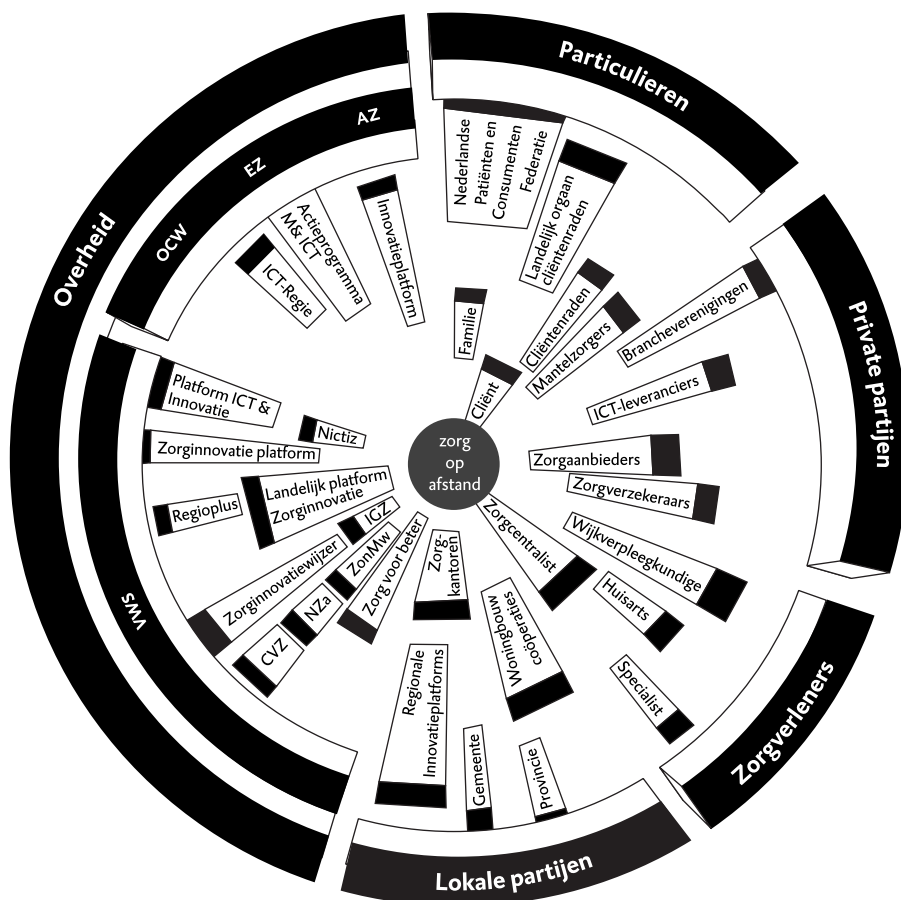 Particulieren
Nederlandse
Patiënten en
Consumenten
Federatie
Landelijk orgaan
cliëntenraden
Familie
Cliënt
Cliëntenraden
Mantelzorgers
Private partijen
Brancheverenigingen
ICT-leveranciers
Zorgaanbieders
Zorgverzekeraars
Zorgverleners
Wijkverpleegkundige
Huisarts
Specialist
Zorgcentralist
Lokale partijen
Woningbouw
coöperaties
Provincie
Gemeente
Regionale
Innovatieplatforms
Zorg-
kantoren
Overheid
VWS
Zorg voor beter
ZonMw
NZa
CVZ
IGZ
Zorginnovatiewijzer
Landelijk platform
Zorginnovatie
Regioplus
Zorginnovatie platform
Nictiz
Platform ICT &
Innovatie
OCW
EZ
AZ
ICT-Regie
Actieprogramma
M& ICT
Innovatieplatform
zorg
op
afstand